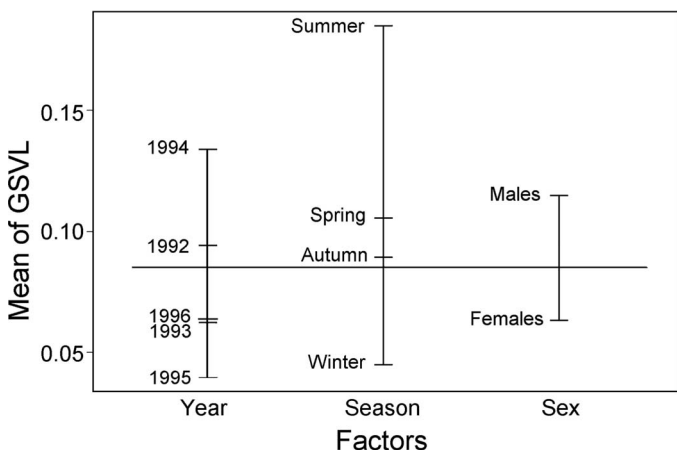 Mean of GSVL
0.15
0.10
0.05
1994
1992
1996
1993
1995
Summer
Spring
Autumn
Winter
Males
Females
Year Season Sex
Factors